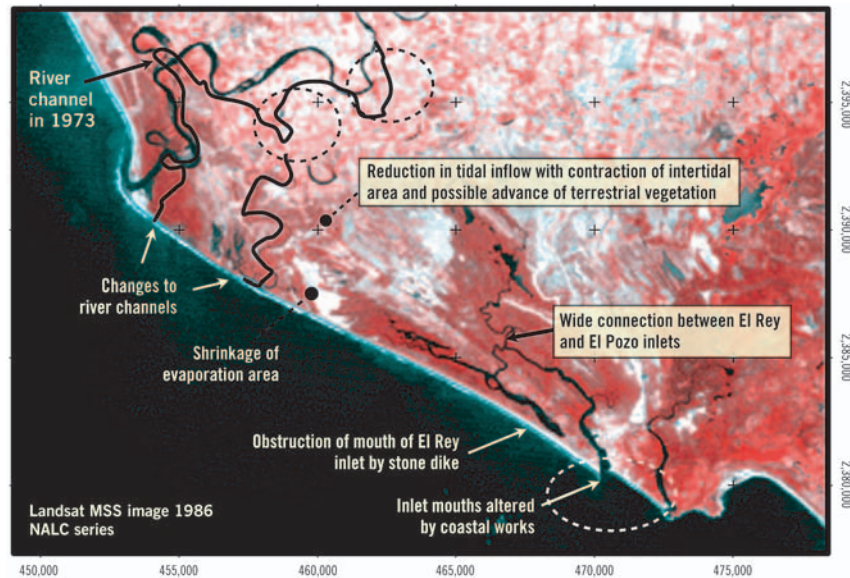 River
channel
in 1973
Reduction in tidal inflow with contraction of intertidal
area and possible advance of terrestrial vegetation
Changes to
river channels
Wide connection between El Rey
and El Pozo inlets
Shrinkage of
evaporation area
Obstruction of mouth of El Rey
inlet by stone dike
Inlet mouths altered
by coastal works
Landsat MSS image 1986
NALC series
2,395,000
2,390,000
2,385,000
2,380,000
450,000 455,000 460,000 465,000 470,000 475,000